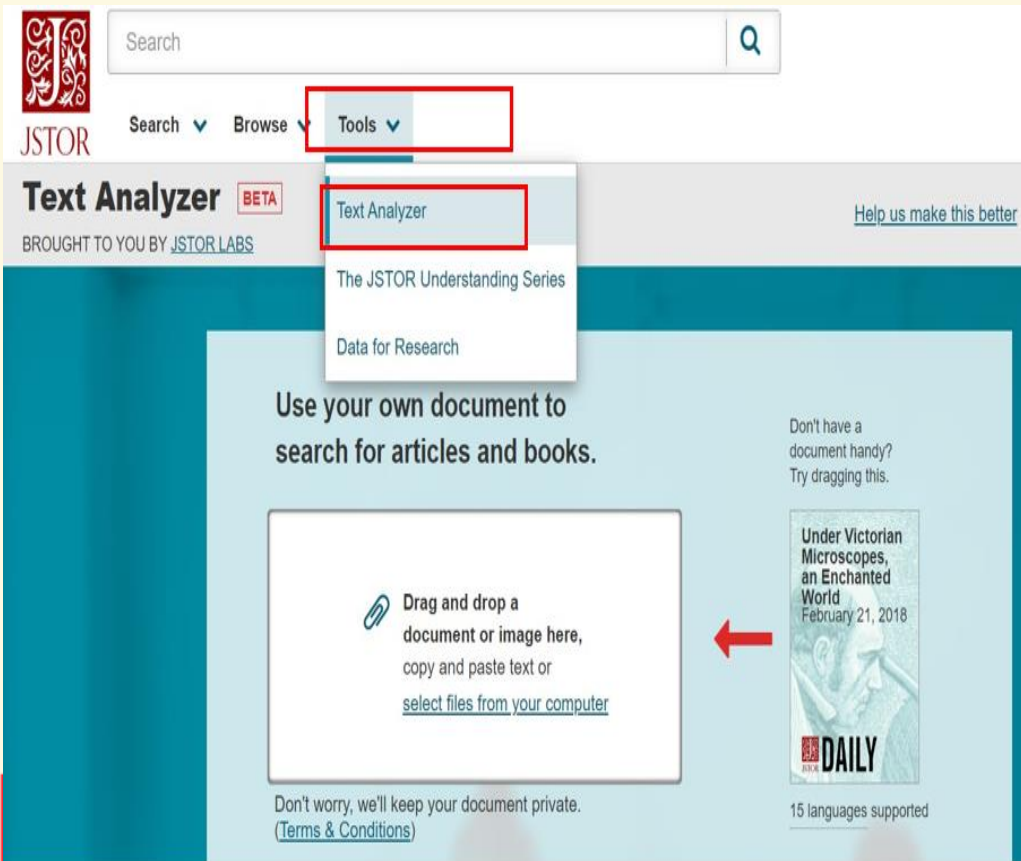 Search
JSTOR
Search Browse Tools
Text Analyzer BETA
BROUGHT TO YOU BY JSTOR LABS
Help us make this better
Text Analyzer
The JSTOR Understanding Series
Data for Research
Use your own document to
search for articles and books.
Drag and drop a
document or image here,
copy and paste text or
select files from your computer
Don't worry, we'll keep your document private.
(Terms & Conditions)
Don't have a
document handy?
Try dragging this.
Under Victorian
Microscopes,
an Enchanted
World
February 21, 2018
JSTOR DAILY
15 languages supported